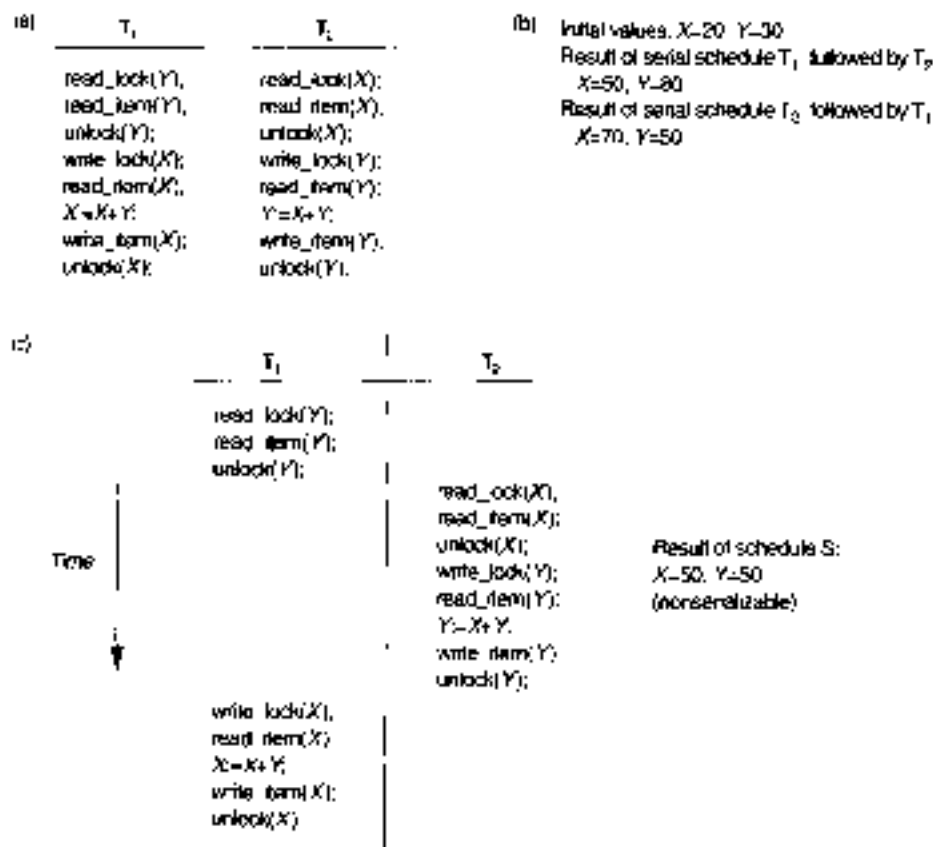 (a) T1 T2
read_lock(Y);
read_item(Y);
unlock(Y);
write_lock(X);
read_item(X);
X:=X+Y;
write_item(X);
unlock(X);
read_lock(X);
read_item(X);
unlock(X);
write_lock(Y);
read_item(Y);
Y:=X+Y;
write_item(Y);
unlock(Y);
(b) Initial values: X=20 Y=30
Result of serial schedule T1 followed by T2
X=50, Y=80
Result of serial schedule T2 followed by T1
X=70, Y=50
(c) T1 T2
read_lock(Y);
read_item(Y);
unlock(Y);
read_lock(X);
read_item(X);
unlock(X);
write_lock(Y);
read_item(Y);
Y:=X+Y;
write_item(Y)
unlock(Y);
Time
Result of schedule S:
X=50, Y=50
(nonserializable)
write_lock(X);
read_item(X)
X:=X+Y;
write_item(X);
unlock(X)